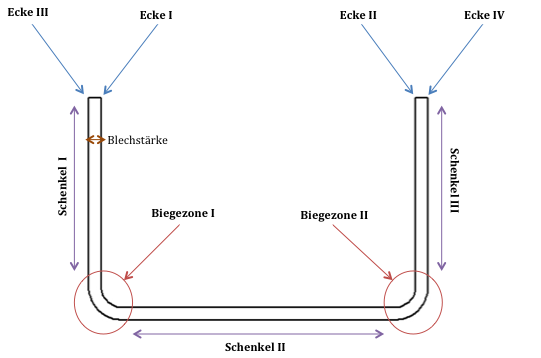 Ecke III
Ecke I
Ecke II
Ecke IV
Blechstärke
Schenkel I
Schenkel III
Biegezone I
Biegezone II
Schenkel II